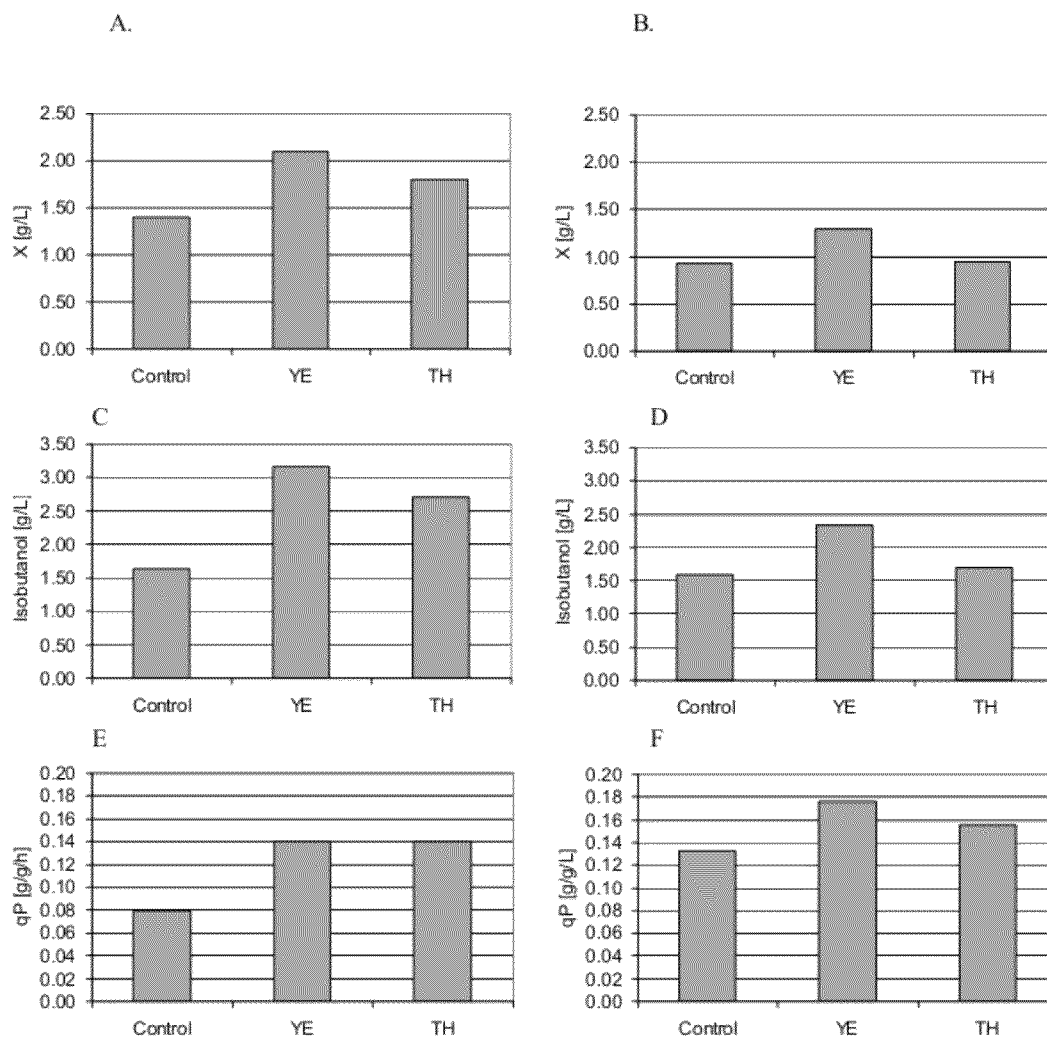 A.
X [g/L]
2.50
2.00
1.50
1.00
0.50
0.00
Control YE TH
B.
X [g/L]
2.50
2.00
1.50
1.00
0.50
0.00
Control YE TH
C
Isobutanol [g/L]
3.50
3.00
2.50
2.00
1.50
1.00
0.50
0.00
Control YE TH
D
Isobutanol [g/L]
3.50
3.00
2.50
2.00
1.50
1.00
0.50
0.00
Control YE TH
E
qP [g/g/h]
0.20
0.18
0.16
0.14
0.12
0.10
0.08
0.06
0.04
0.02
0.00
Control YE TH
F
qP [g/g/L]
0.20
0.18
0.16
0.14
0.12
0.10
0.08
0.06
0.04
0.02
0.00
Control YE TH